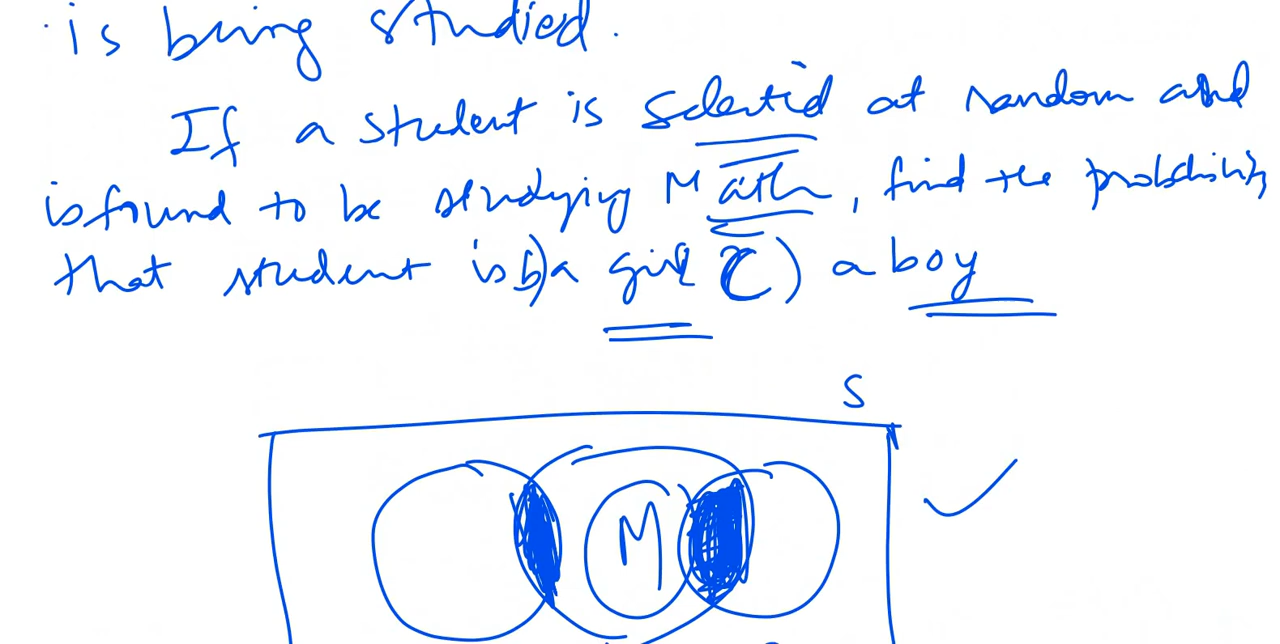 is being studied.
If a student is selected at random and
is found to be studying Math, find the probability
that student is b) a girl C) a boy
S
M